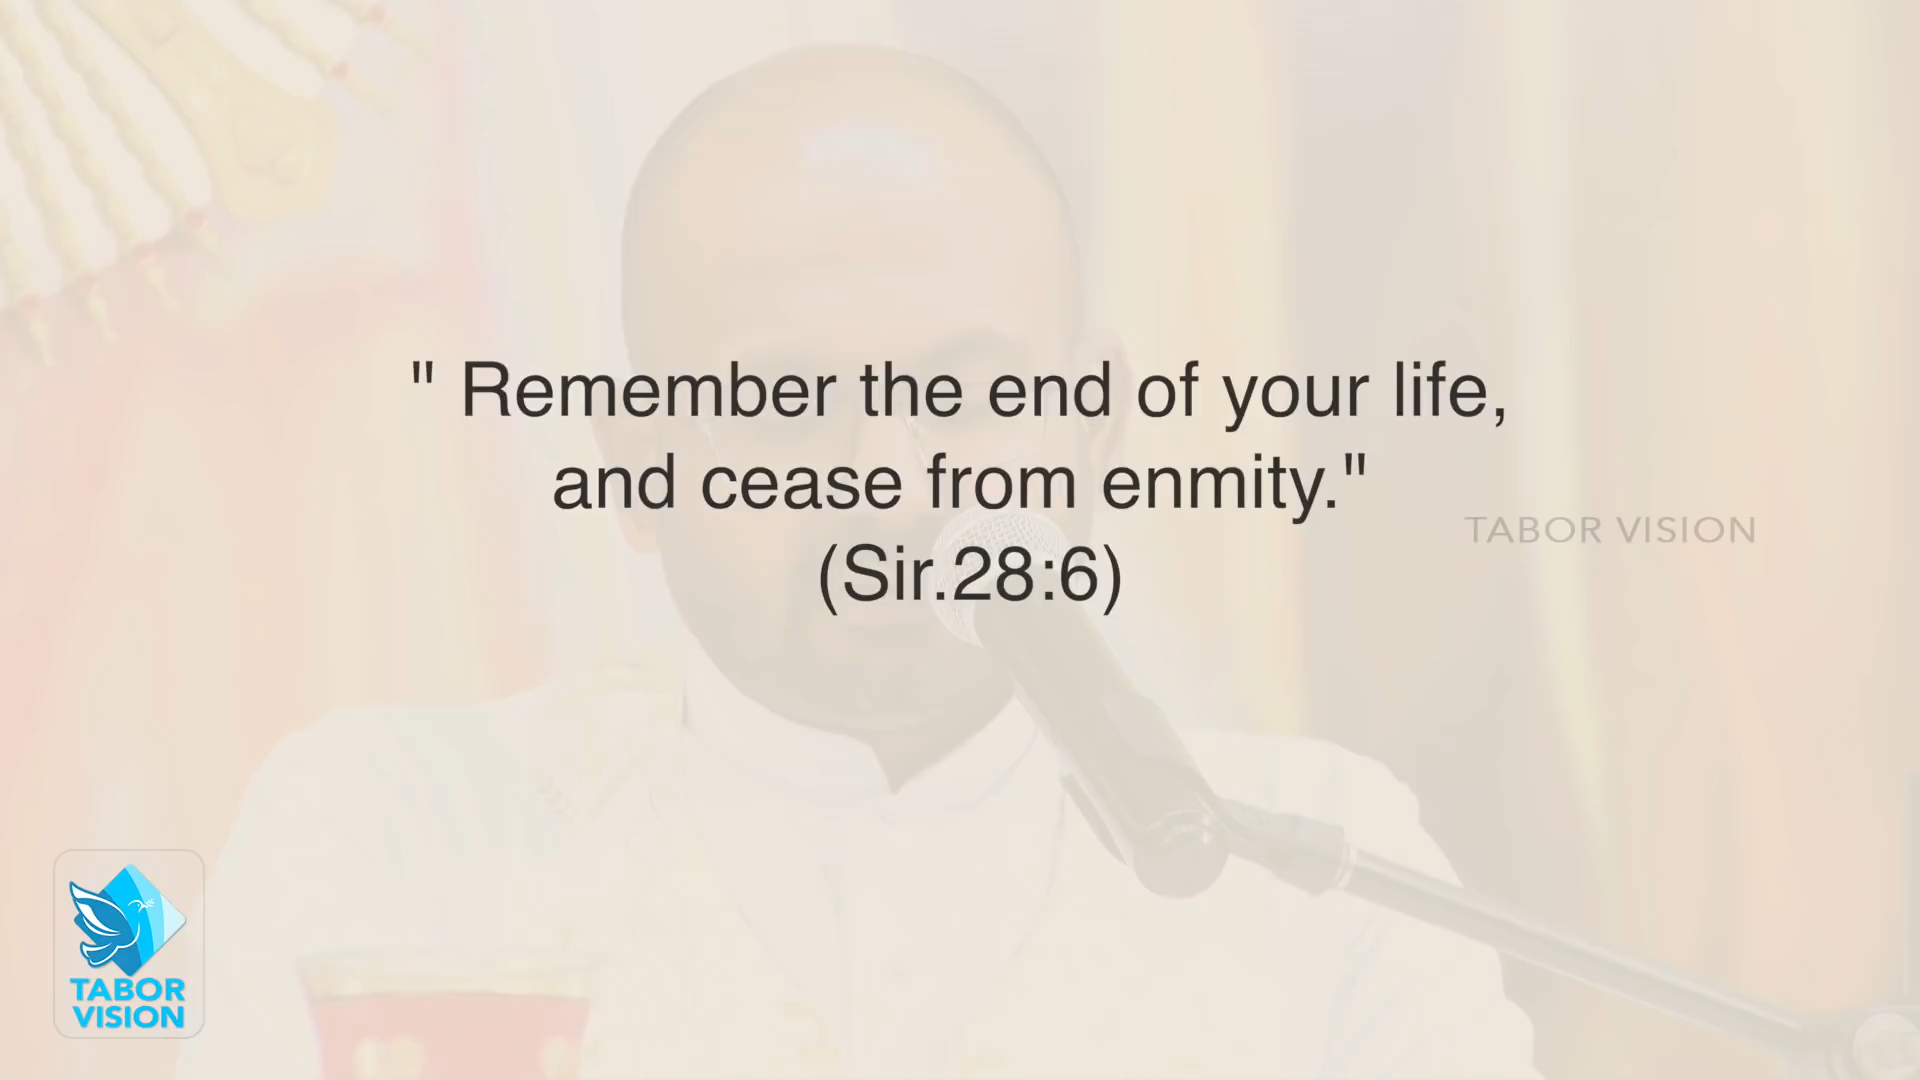 " Remember the end of your life,
and cease from enmity."
(Sir.28:6)
TABOR VISION
TABOR
VISION